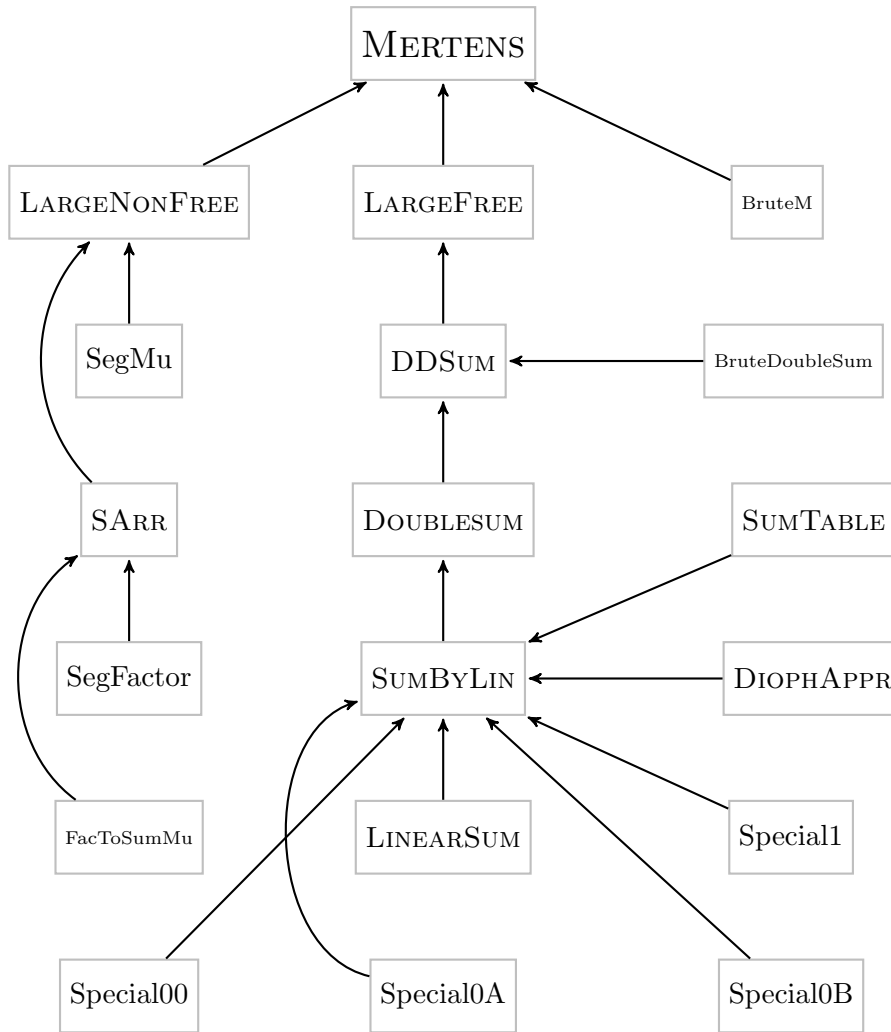 MERTENS
LARGENONFREE
LARGEFREE
BruteM
SegMu
DDSUM
BruteDoubleSum
SARR
DOUBLESUM
SUMTABLE
SegFactor
SUMBYLIN
DIOPHAPPR
FacToSumMu
LINEARSUM
Special1
Special00
Special0A
Special0B